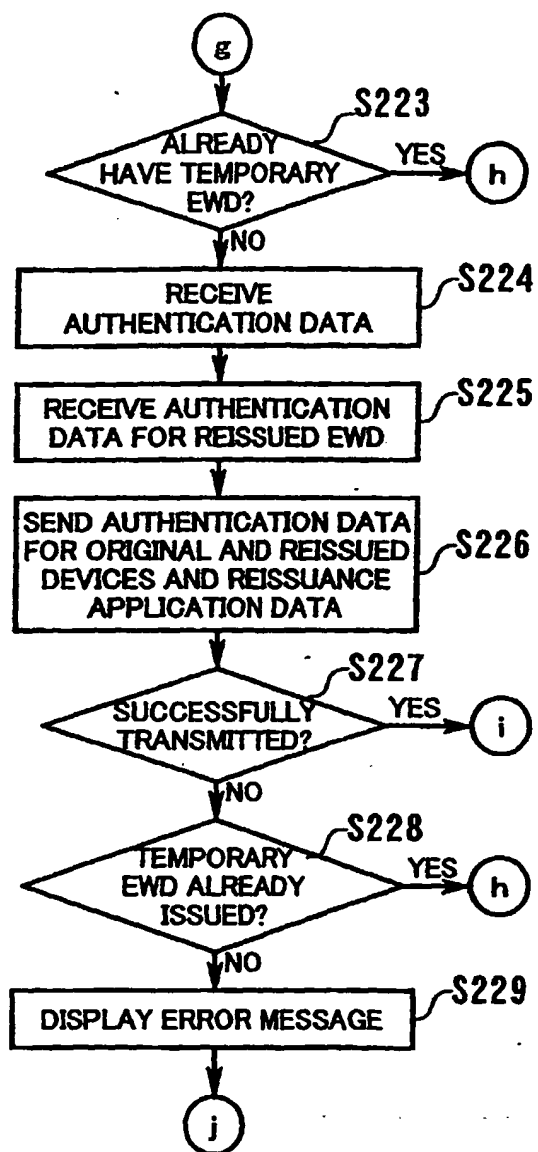 g
S223
ALREADY
HAVE TEMPORARY
EWD?
YES
h
NO
S224
RECEIVE
AUTHENTICATION DATA
S225
RECEIVE AUTHENTICATION
DATA FOR REISSUED EWD
S226
SEND AUTHENTICATION DATA
FOR ORIGINAL AND REISSUED
DEVICES AND REISSUANCE
APPLICATION DATA
S227
SUCCESSFULLY
TRANSMITTED?
YES
i
NO
S228
TEMPORARY
EWD ALREADY
ISSUED?
YES
h
NO
S229
DISPLAY ERROR MESSAGE
j